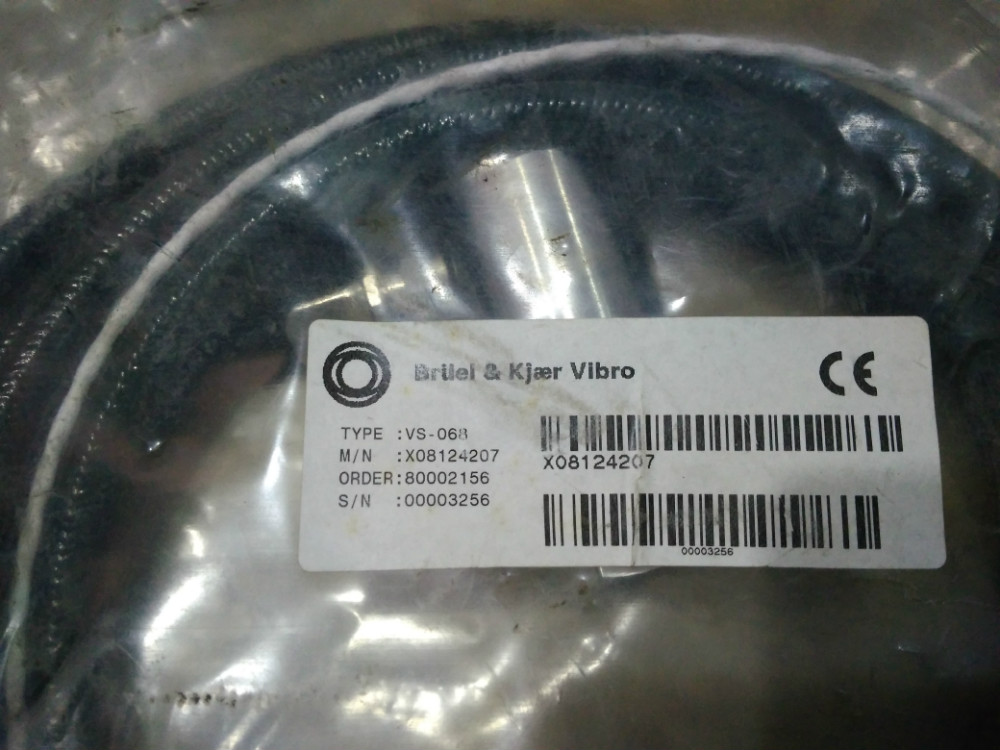 Brüel & Kjær Vibro
CE
TYPE :VS-068
M/N :X08124207
ORDER:80002156
S/N :00003256
X08124207
00003256